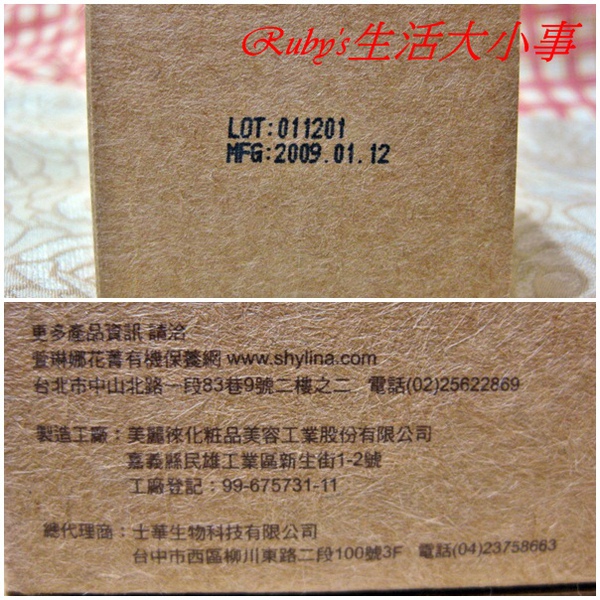 Ruby's生活大小事
LOT:011201
MFG:2009.01.12
更多產品資訊 請洽
萱琳娜花菁有機保養網 www.shylina.com
台北市中山北路一段83巷9號二樓之二 電話(02)25622869
製造工廠：美麗徠化粧品美容工業股份有限公司
嘉義縣民雄工業區新生街1-2號
工廠登記：99-675731-11
總代理商：士華生物科技有限公司
台中市西區柳川東路二段100號3F 電話(04)23758663